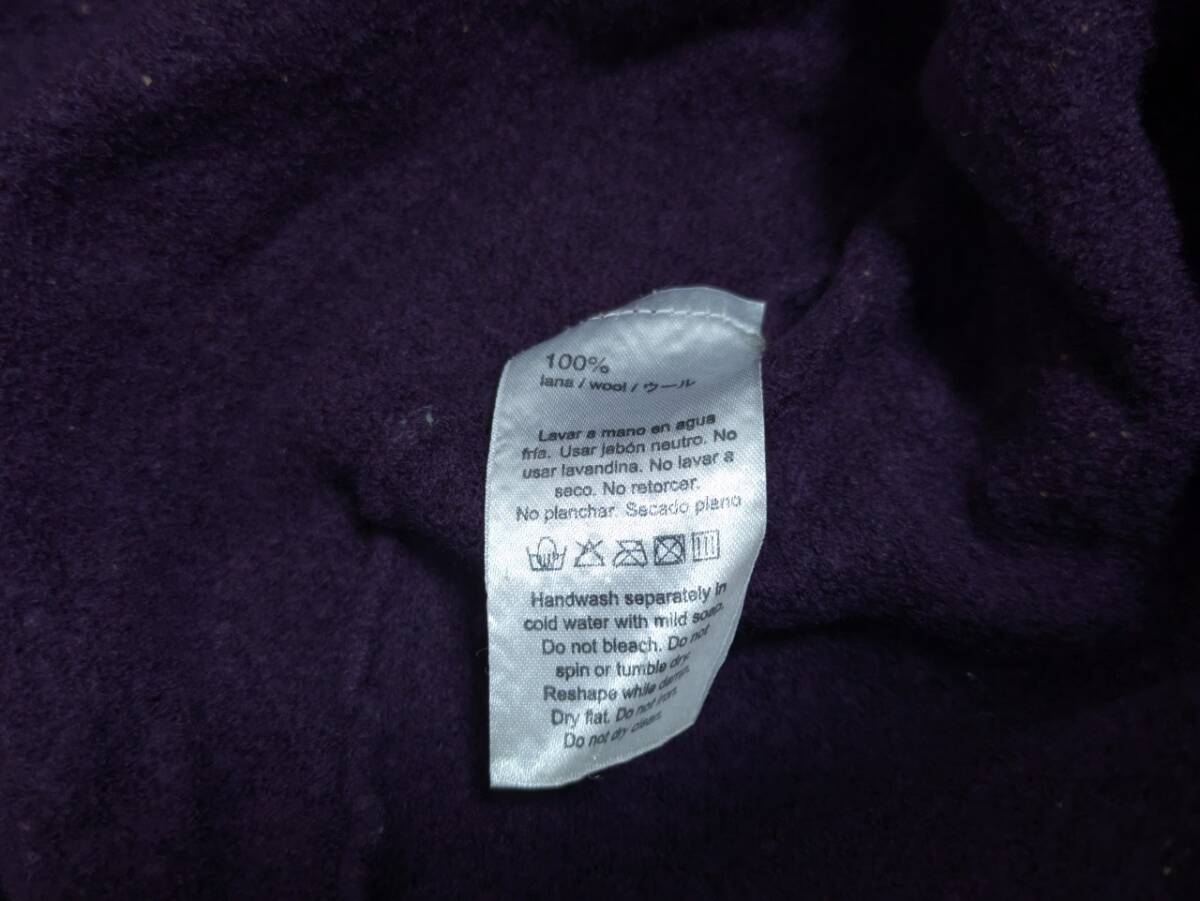 100%
lana / wool / ウール
Lavar a mano en agua
fría. Usar jabón neutro. No
usar lavandina. No lavar a
seco. No retorcer.
No planchar. Secado plano
Handwash separately in
cold water with mild soap.
Do not bleach. Do not
spin or tumble dry.
Reshape while damp.
Dry flat. Do not iron.
Do not dry clean.